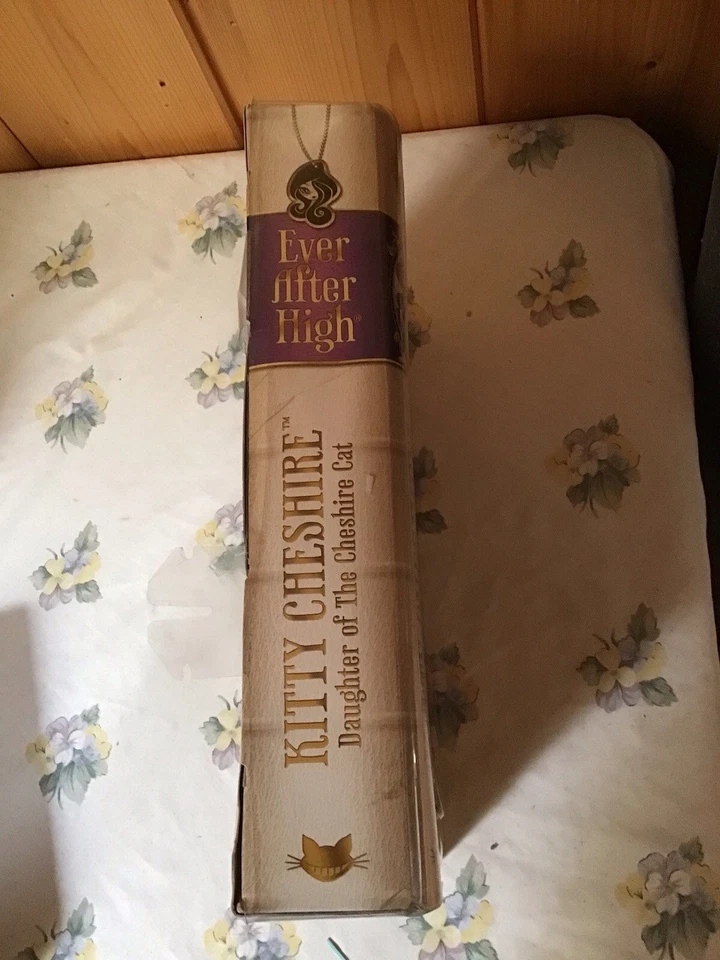 Ever
After
High®
KITTY CHESHIRE™
Daughter of The Cheshire Cat